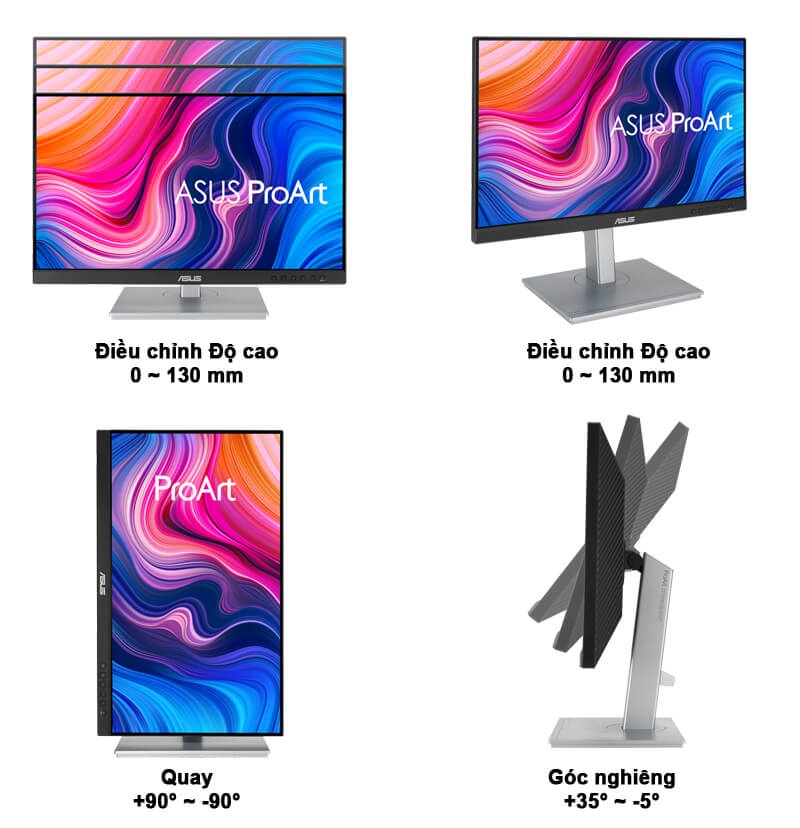 ASUS ProArt
ASUS
Điều chỉnh Độ cao
0 ~ 130 mm
ASUS ProArt
ASUS
Điều chỉnh Độ cao
0 ~ 130 mm
ProArt
ASUS
Quay
+90° ~ -90°
Góc nghiêng
+35° ~ -5°